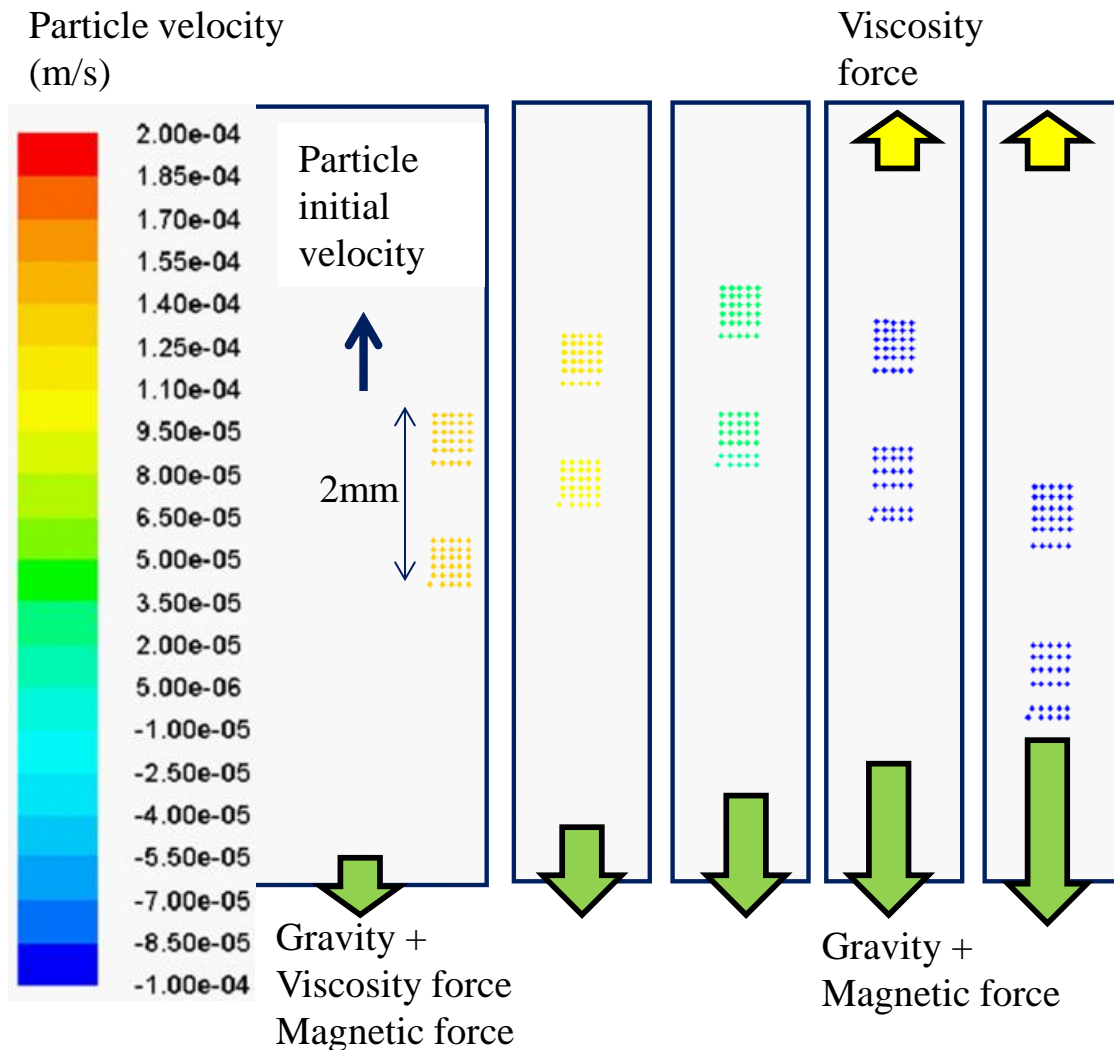 Particle velocity
(m/s)
Viscosity
force
2.00e-04
1.85e-04
1.70e-04
1.55e-04
1.40e-04
1.25e-04
1.10e-04
9.50e-05
8.00e-05
6.50e-05
5.00e-05
3.50e-05
2.00e-05
5.00e-06
-1.00e-05
-2.50e-05
-4.00e-05
-5.50e-05
-7.00e-05
-8.50e-05
-1.00e-04
Particle
initial
velocity
2mm
Gravity +
Viscosity force
Magnetic force
Gravity +
Magnetic force